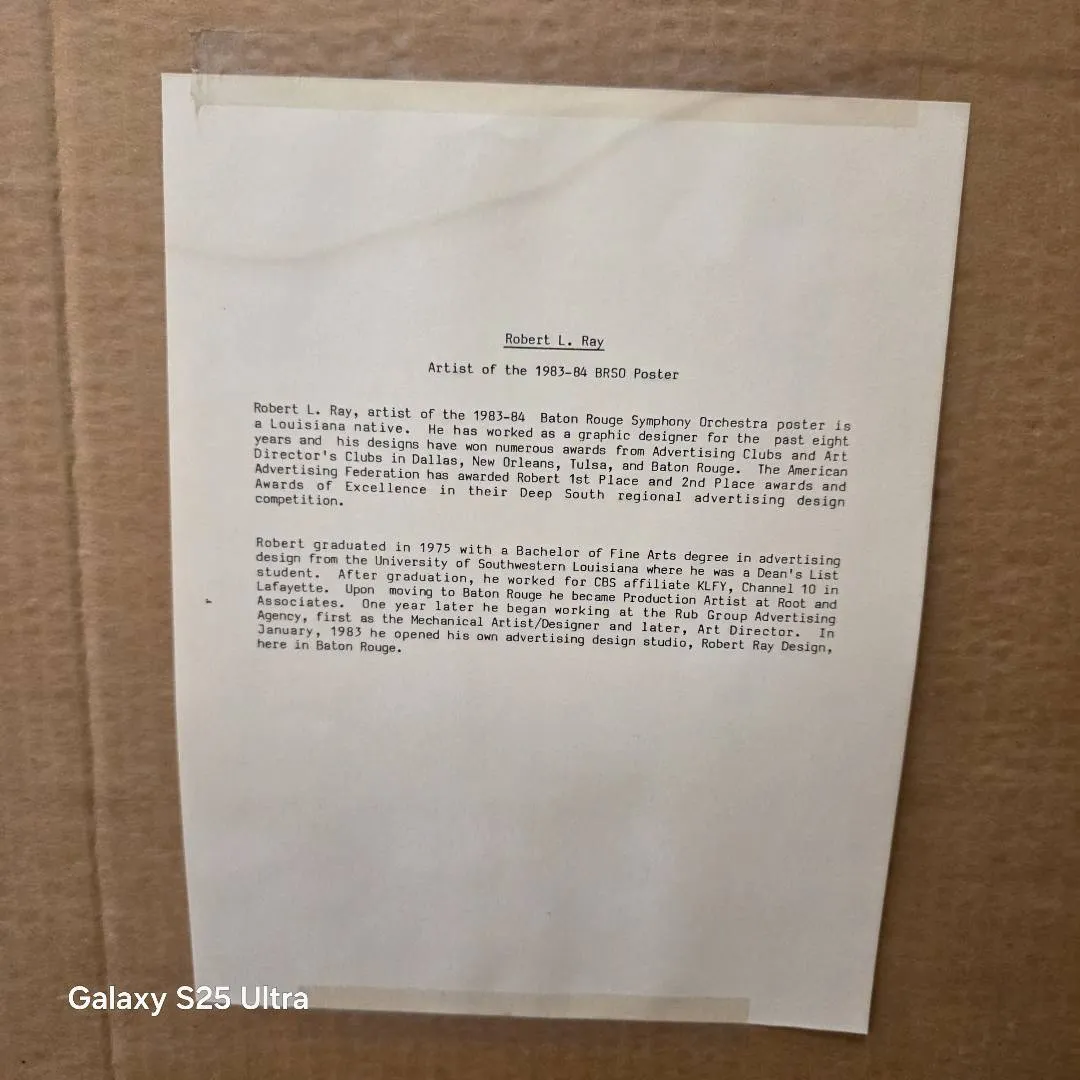 Robert L. Ray
Artist of the 1983-84 BRSO Poster
Robert L. Ray, artist of the 1983-84 Baton Rouge Symphony Orchestra poster is
a Louisiana native. He has worked as a graphic designer for the past eight
years and his designs have won numerous awards from Advertising Clubs and Art
Director's Clubs in Dallas, New Orleans, Tulsa, and Baton Rouge. The American
Advertising Federation has awarded Robert 1st Place and 2nd Place awards and
Awards of Excellence in their Deep South regional advertising design
competition.
Robert graduated in 1975 with a Bachelor of Fine Arts degree in advertising
design from the University of Southwestern Louisiana where he was a Dean's List
student. After graduation, he worked for CBS affiliate KLFY, Channel 10 in
Lafayette. Upon moving to Baton Rouge he became Production Artist at Root and
Associates. One year later he began working at the Rub Group Advertising
Agency, first as the Mechanical Artist/Designer and later, Art Director. In
January, 1983 he opened his own advertising design studio, Robert Ray Design,
here in Baton Rouge.
Galaxy S25 Ultra